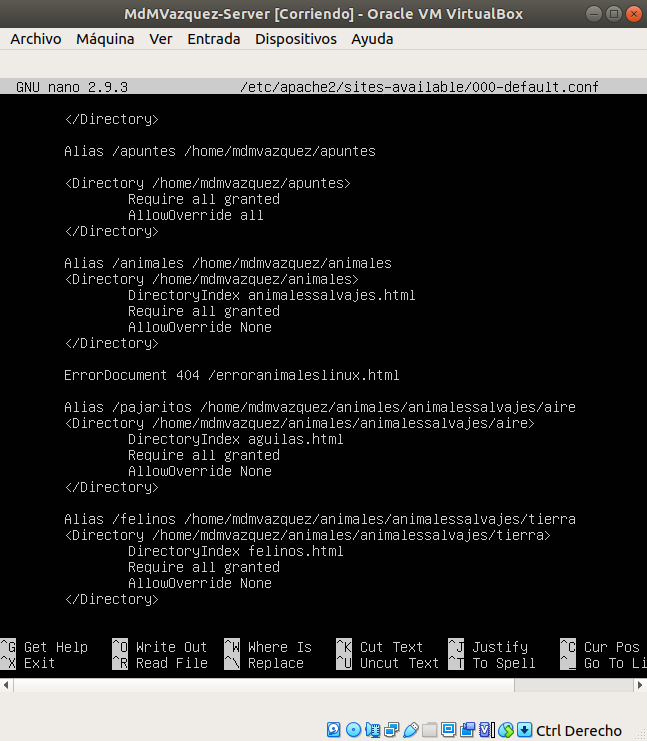 MdMVazquez-Server [Corriendo] - Oracle VM VirtualBox
Archivo Máquina Ver Entrada Dispositivos Ayuda
GNU nano 2.9.3 /etc/apache2/sites-available/000-default.conf
</Directory>
Alias /apuntes /home/mdmvazquez/apuntes
<Directory /home/mdmvazquez/apuntes>
Require all granted
AllowOverride all
</Directory>
Alias /animales /home/mdmvazquez/animales
<Directory /home/mdmvazquez/animales>
DirectoryIndex animalessalvajes.html
Require all granted
AllowOverride None
</Directory>
ErrorDocument 404 /erroranimaleslinux.html
Alias /pajaritos /home/mdmvazquez/animales/animalessalvajes/aire
<Directory /home/mdmvazquez/animales/animalessalvajes/aire>
DirectoryIndex aguilas.html
Require all granted
AllowOverride None
</Directory>
Alias /felinos /home/mdmvazquez/animales/animalessalvajes/tierra
<Directory /home/mdmvazquez/animales/animalessalvajes/tierra>
DirectoryIndex felinos.html
Require all granted
AllowOverride None
</Directory>
^G Get Help ^O Write Out ^W Where Is ^K Cut Text ^J Justify ^C Cur Pos
^X Exit ^R Read File ^\ Replace ^U Uncut Text ^T To Spell ^_ Go To Li
Ctrl Derecho